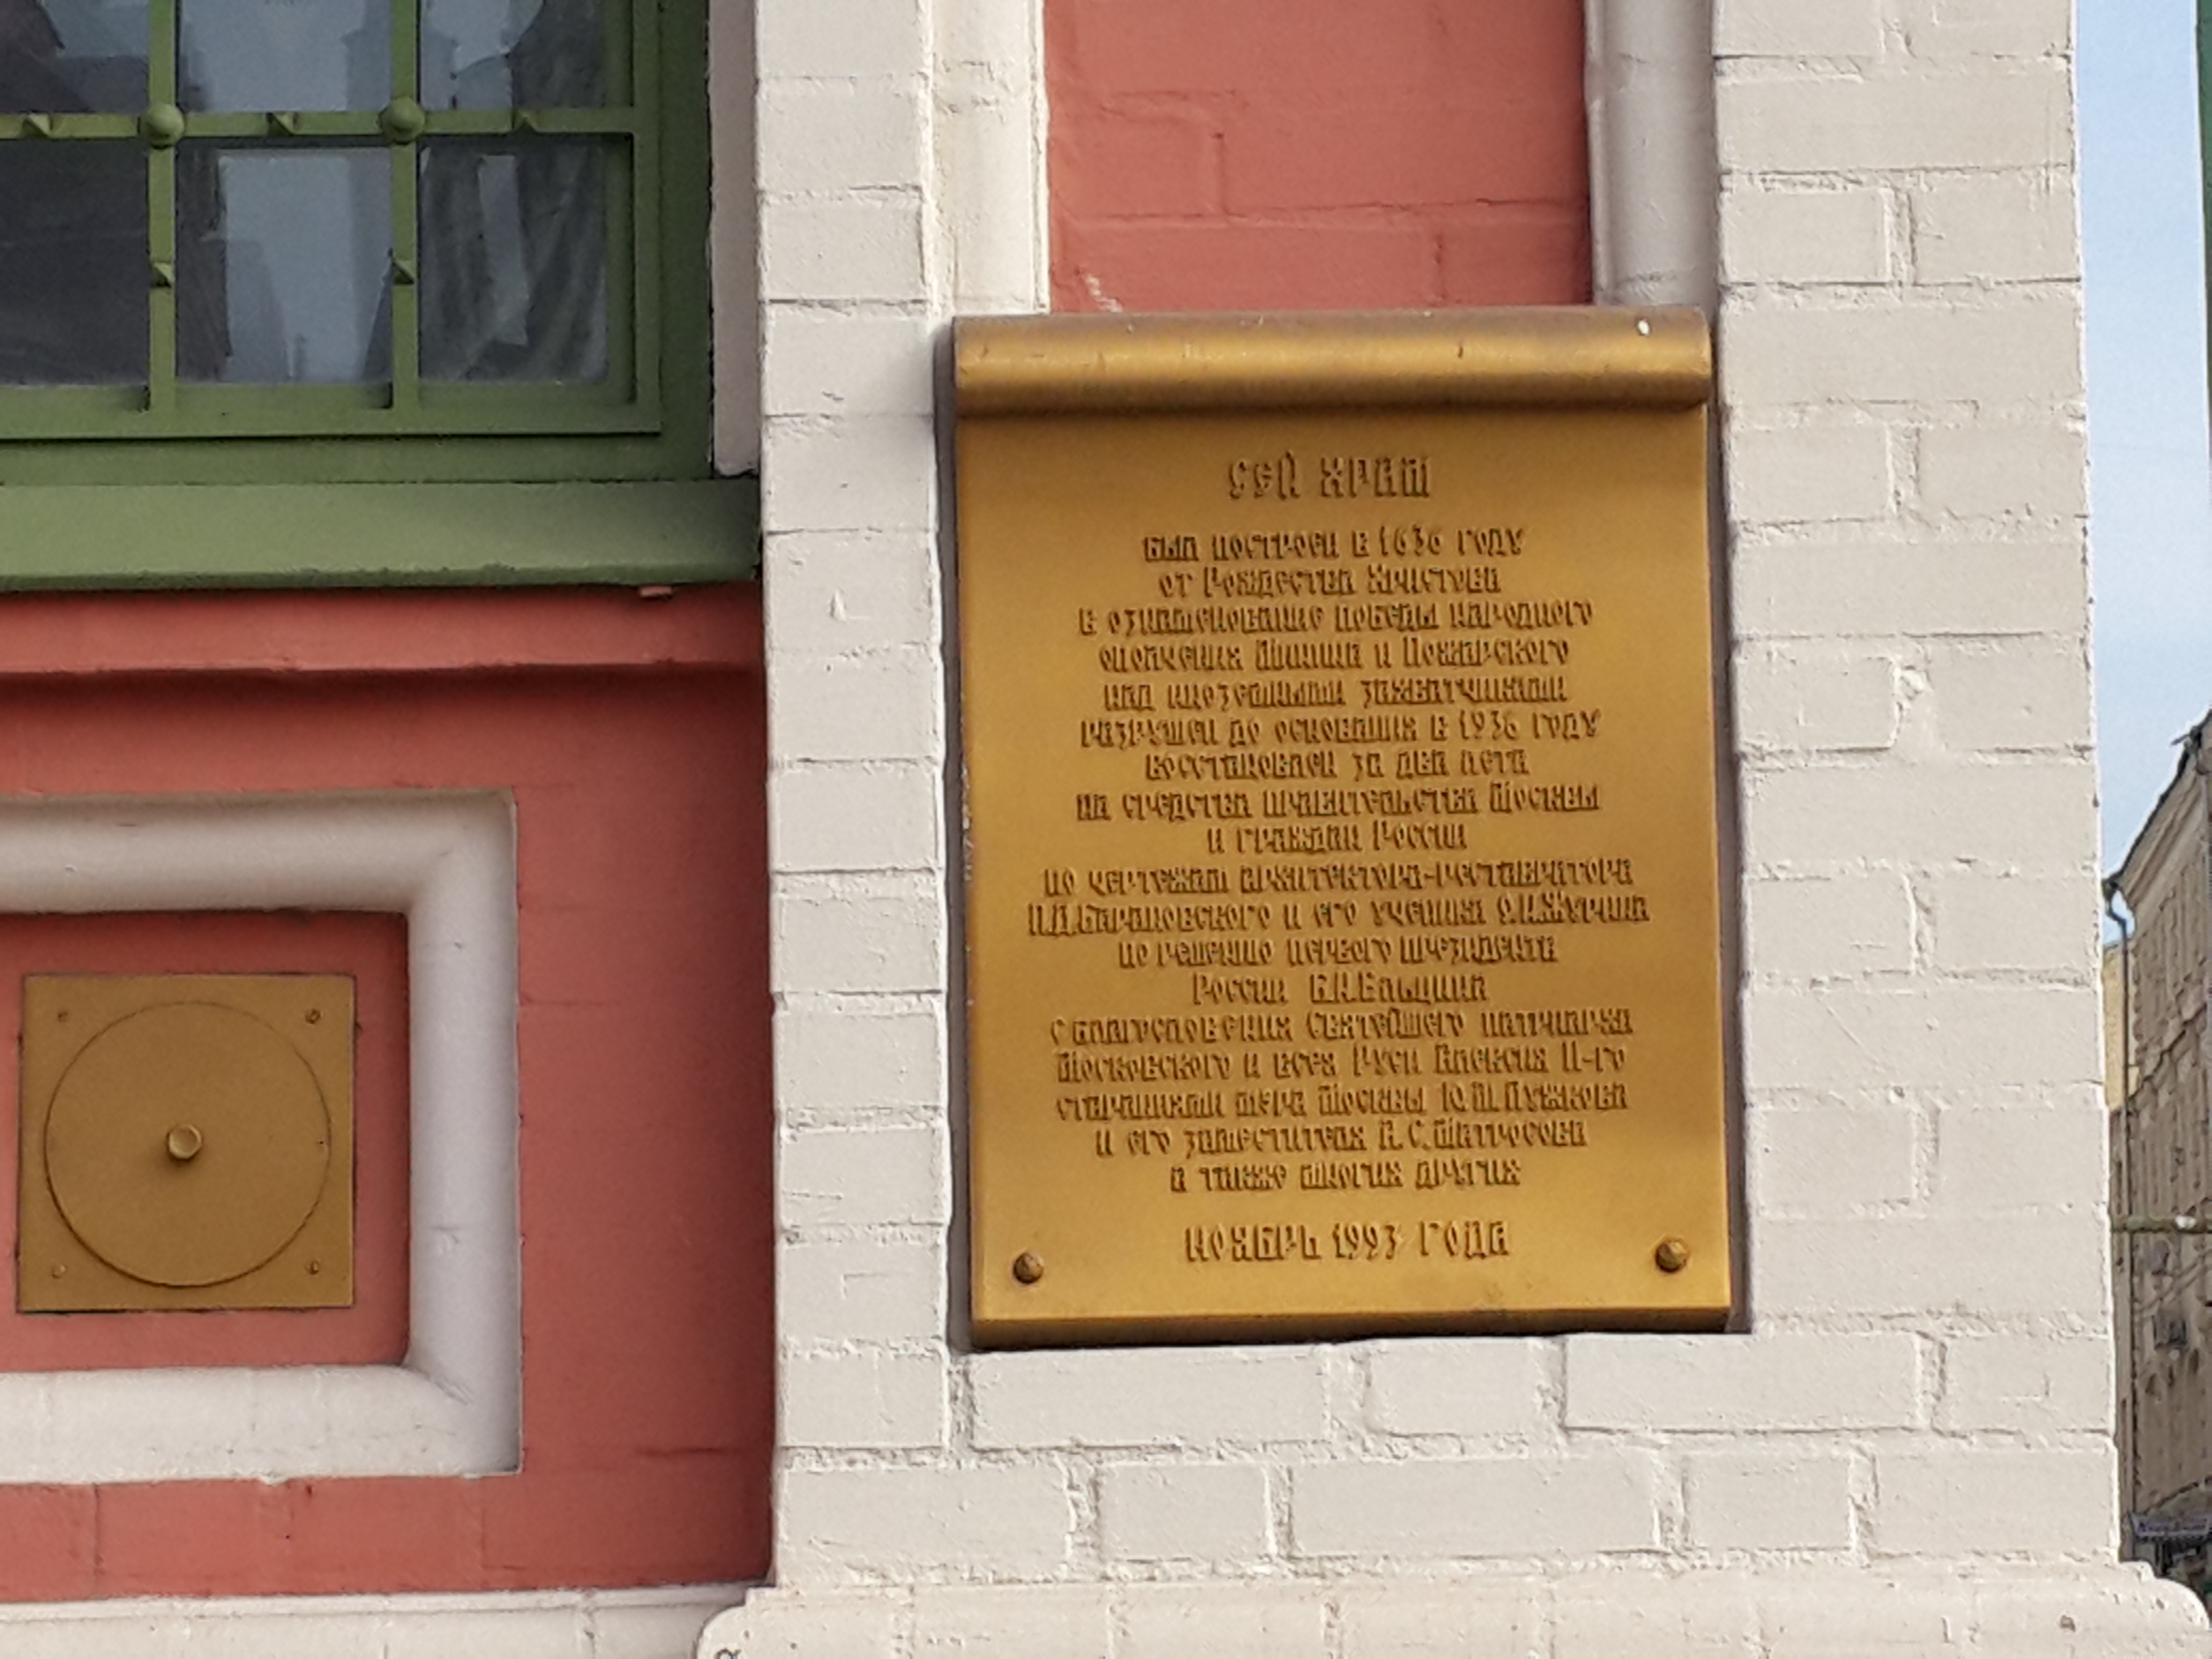 СЕЙ ХРАМ
был построен в 1636 году
от Рождества Христова
в ознаменование победы народного
ополчения Минина и Пожарского
над иноземными захватчиками
разрушен до основания в 1936 году
восстановлен за два лета
на средства правительства Москвы
и граждан России
по чертежам архитектора-реставратора
П.Д.Барановского и его ученика О.И.Журина
по решению первого президента
России Б.Н.Ельцина
с благословения Святейшего патриарха
Московского и всея Руси Алексия II-го
стараниями мэра Москвы Ю.М.Лужкова
и его заместителя А.С.Матросова
а также многих других
НОЯБРЬ 1993 ГОДА